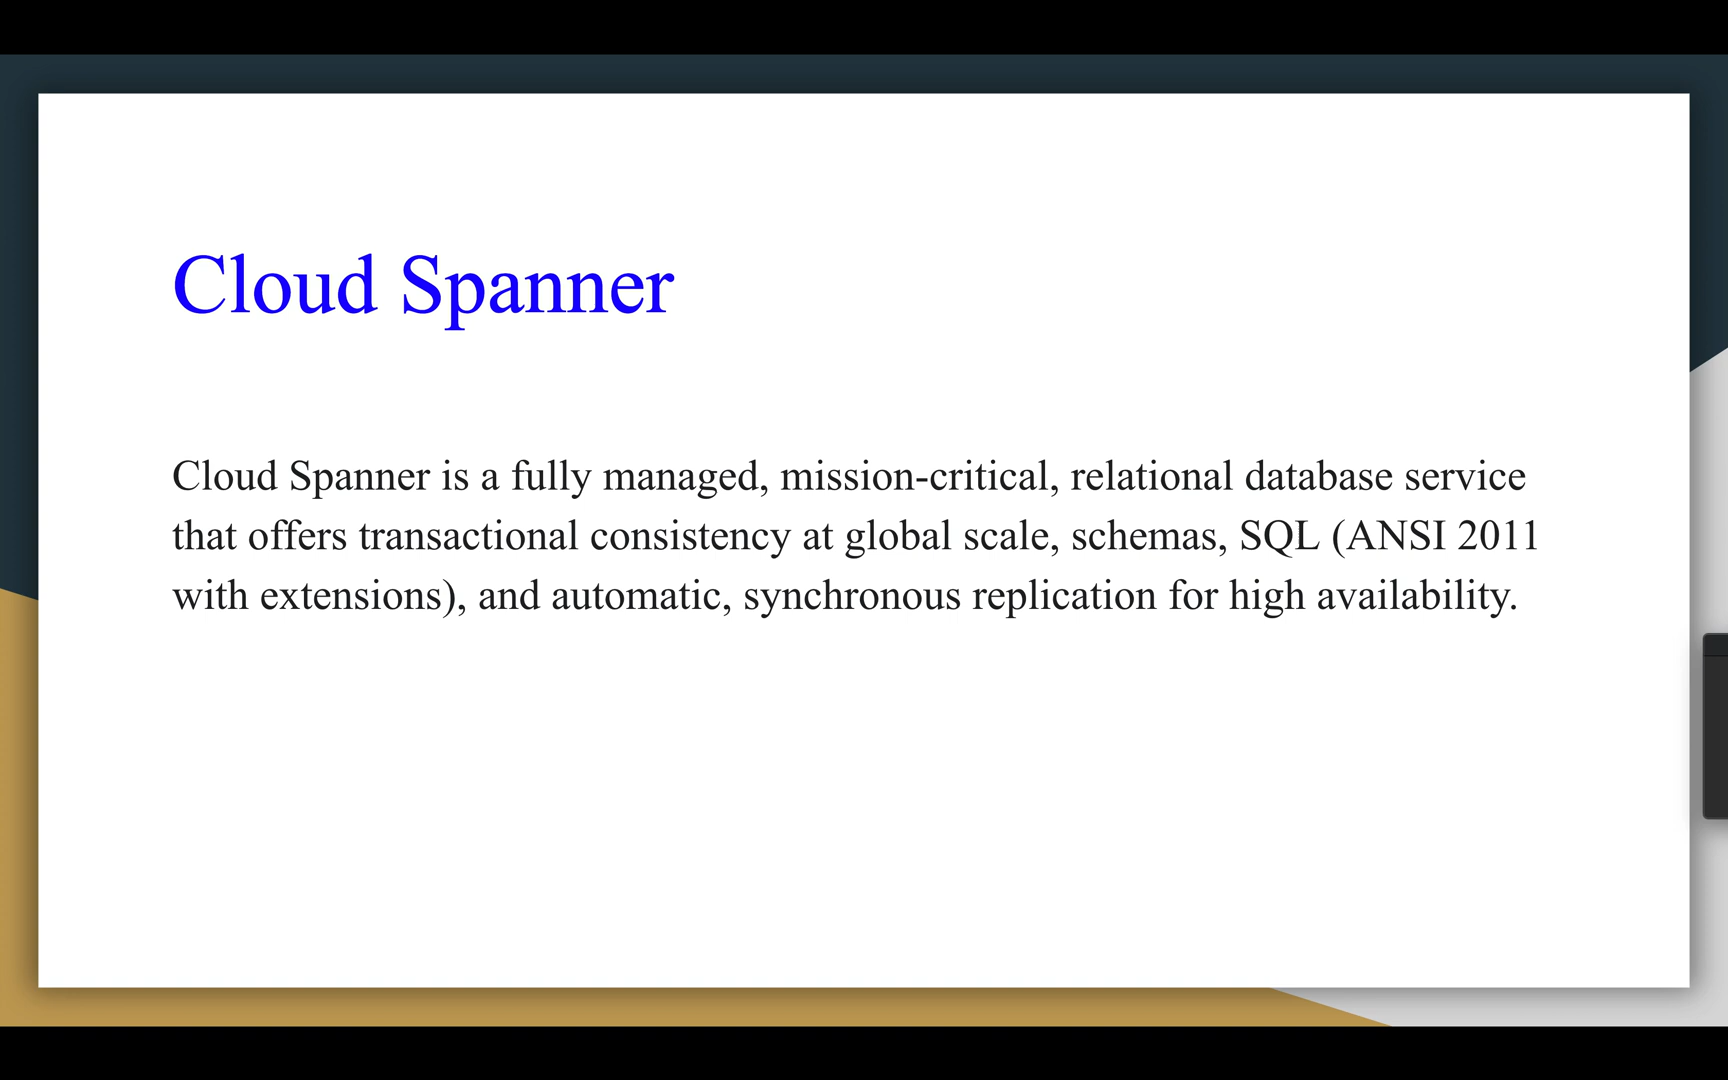 Cloud Spanner
Cloud Spanner is a fully managed, mission-critical, relational database service
that offers transactional consistency at global scale, schemas, SQL (ANSI 2011
with extensions), and automatic, synchronous replication for high availability.